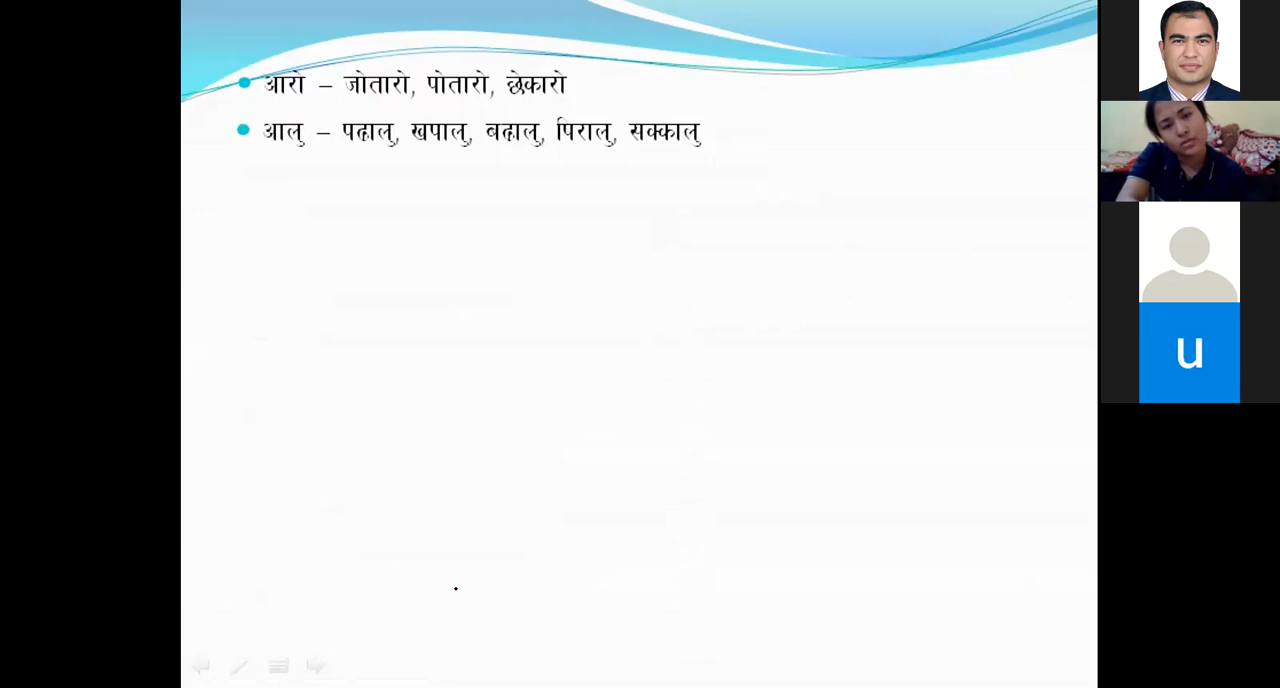 आरो – जोतारो, पोतारो, छेकारो
आलु – पढालु, खपालु, बढालु, पिरालु, सक्कालु
u